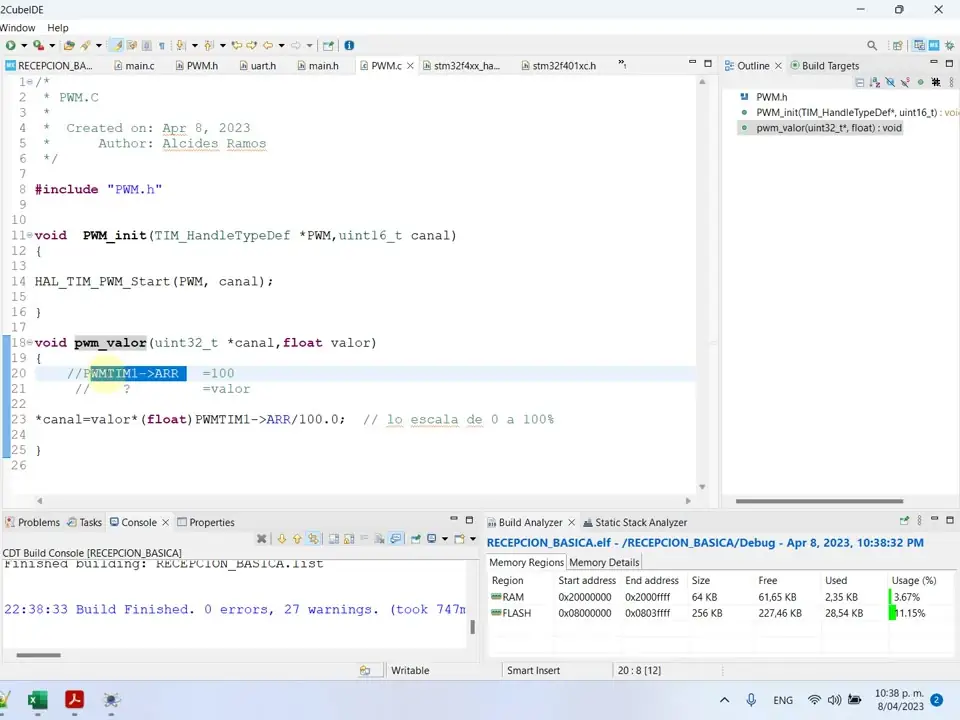 2CubeIDE
Window Help
RECEPCION_BA... main.c PWM.h uart.h main.h PWM.c stm32f4xx_ha... stm32f401xc.h »₁
1 /*
2 * PWM.C
3 *
4 * Created on: Apr 8, 2023
5 * Author: Alcides Ramos
6 */
7
8 #include "PWM.h"
9
10
11 void PWM_init(TIM_HandleTypeDef *PWM,uint16_t canal)
12 {
13
14 HAL_TIM_PWM_Start(PWM, canal);
15
16 }
17
18 void pwm_valor(uint32_t *canal,float valor)
19 {
20 //PWMTIM1->ARR =100
21 // ? =valor
22
23 *canal=valor*(float)PWMTIM1->ARR/100.0; // lo escala de 0 a 100%
24
25 }
26
Outline Build Targets
PWM.h
PWM_init(TIM_HandleTypeDef*, uint16_t) : voi
pwm_valor(uint32_t*, float) : void
Problems Tasks Console Properties
CDT Build Console [RECEPCION_BASICA]
Finished building: RECEPCION_BASICA.list
22:38:33 Build Finished. 0 errors, 27 warnings. (took 747m
Build Analyzer Static Stack Analyzer
RECEPCION_BASICA.elf - /RECEPCION_BASICA/Debug - Apr 8, 2023, 10:38:32 PM
Memory Regions Memory Details
Region Start address End address Size Free Used Usage (%)
RAM 0x20000000 0x2000ffff 64 KB 61,65 KB 2,35 KB 3.67%
FLASH 0x08000000 0x0803ffff 256 KB 227,46 KB 28,54 KB 11.15%
Writable Smart Insert 20 : 8 [12]
ENG 10:38 p. m.
8/04/2023 2